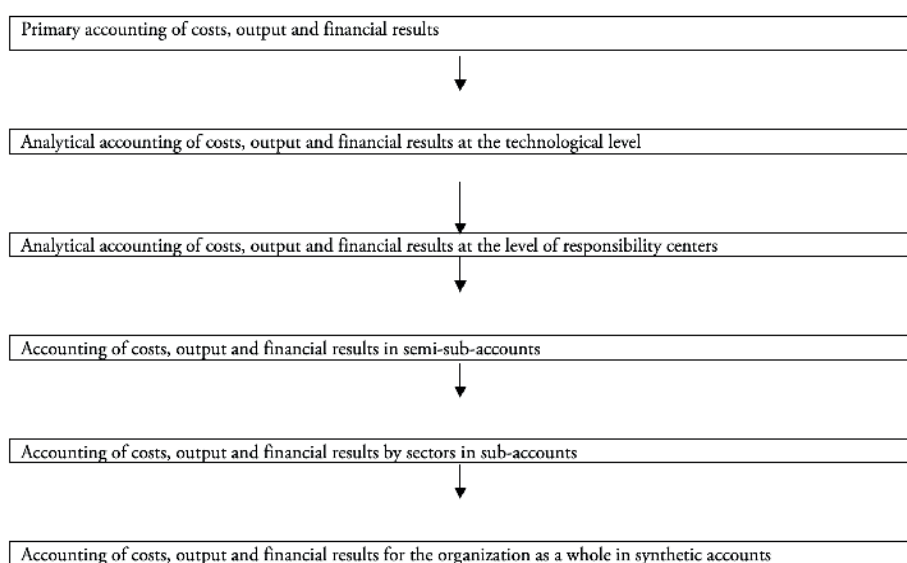 Primary accounting of costs, output and financial results
Analytical accounting of costs, output and financial results at the technological level
Analytical accounting of costs, output and financial results at the level of responsibility centers
Accounting of costs, output and financial results in semi-sub-accounts
Accounting of costs, output and financial results by sectors in sub-accounts
Accounting of costs, output and financial results for the organization as a whole in synthetic accounts